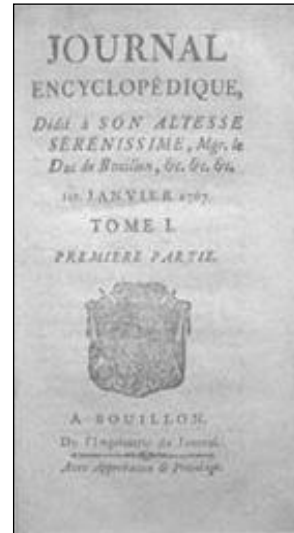 JOURNAL
ENCYCLOPÉDIQUE,
Dédié à SON ALTESSE
SÉRÉNISSIME, Mgr. le
Duc de Bouillon, &c. &c. &c.
1er. JANVIER 1767.
TOME I.
PREMIERE PARTIE.
A BOUILLON.
De l'Imprimerie du Journal.
Avec Approbation & Privilége.